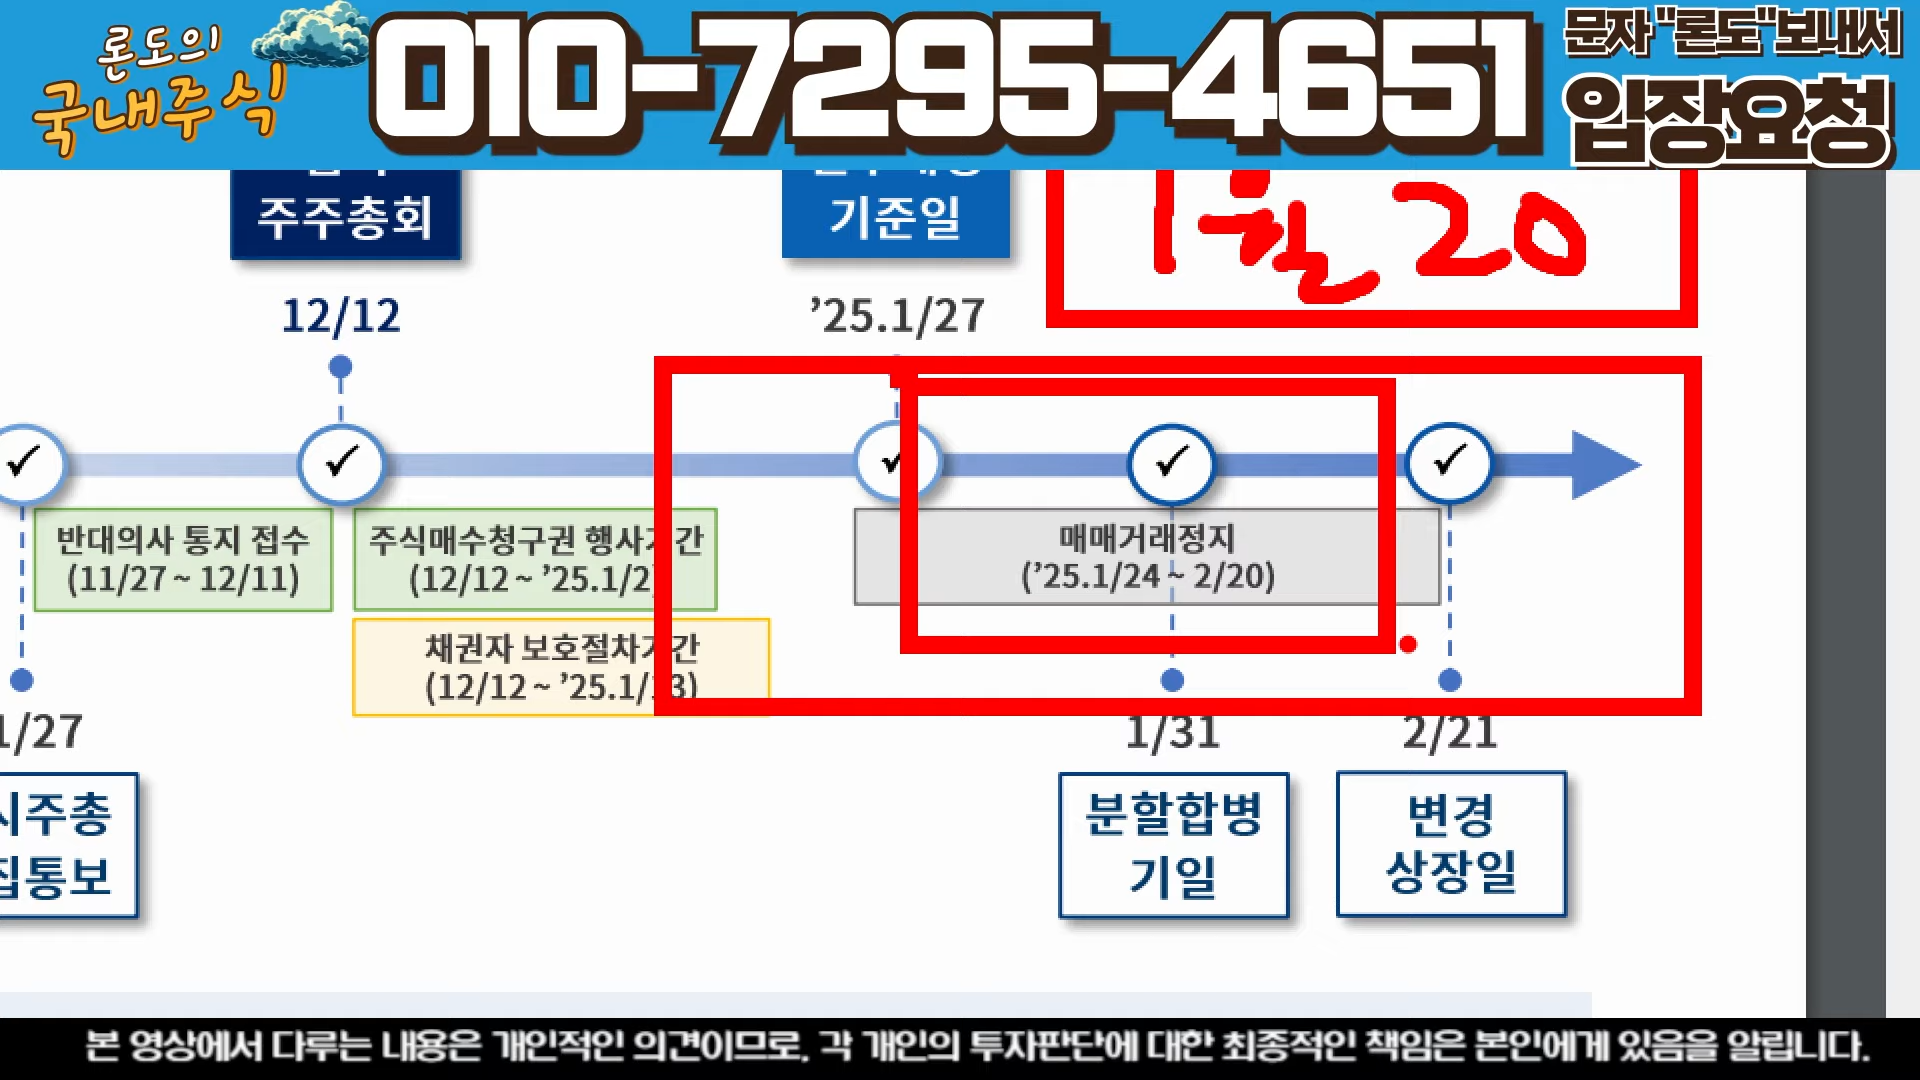 론도의
국내주식
010-7295-4651
문자 "론도"보내서
입장요청
주주총회
기준일
1월 20
12/12
’25.1/27
반대의사 통지 접수
(11/27 ~ 12/11)
주식매수청구권 행사기간
(12/12 ~ ’25.1/2)
매매거래정지
(’25.1/24 ~ 2/20)
채권자 보호절차기간
(12/12 ~ ’25.1/13)
1/27
1/31
2/21
시주총
집통보
분할합병
기일
변경
상장일
본 영상에서 다루는 내용은 개인적인 의견이므로, 각 개인의 투자판단에 대한 최종적인 책임은 본인에게 있음을 알립니다.